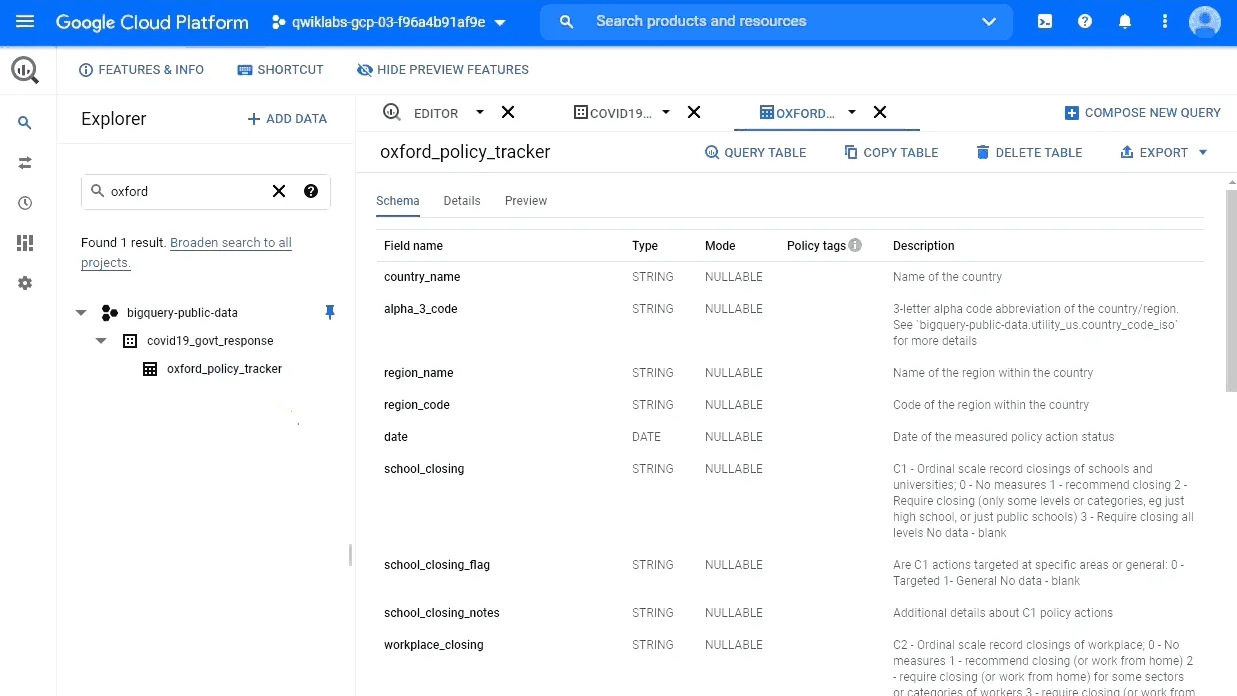 Google Cloud Platform qwiklabs-gcp-03-f96a4b91af9e Search products and resources
FEATURES & INFO SHORTCUT HIDE PREVIEW FEATURES
Explorer + ADD DATA
oxford
Found 1 result. Broaden search to all
projects.
bigquery-public-data
covid19_govt_response
oxford_policy_tracker
EDITOR COVID19... OXFORD... COMPOSE NEW QUERY
oxford_policy_tracker QUERY TABLE COPY TABLE DELETE TABLE EXPORT
Schema Details Preview
Field name Type Mode Policy tags Description
country_name STRING NULLABLE Name of the country
alpha_3_code STRING NULLABLE 3-letter alpha code abbreviation of the country/region.
See `bigquery-public-data.utility_us.country_code_iso`
for more details
region_name STRING NULLABLE Name of the region within the country
region_code STRING NULLABLE Code of the region within the country
date DATE NULLABLE Date of the measured policy action status
school_closing STRING NULLABLE C1 - Ordinal scale record closings of schools and
universities; 0 - No measures 1 - recommend closing 2 -
Require closing (only some levels or categories, eg just
high school, or just public schools) 3 - Require closing all
levels No data - blank
school_closing_flag STRING NULLABLE Are C1 actions targeted at specific areas or general: 0 -
Targeted 1- General No data - blank
school_closing_notes STRING NULLABLE Additional details about C1 policy actions
workplace_closing STRING NULLABLE C2 - Ordinal scale record closings of workplace; 0 - No
measures 1 - recommend closing (or work from home) 2
- require closing (or work from home) for some sectors
or categories of workers 3 - require closing (or work from